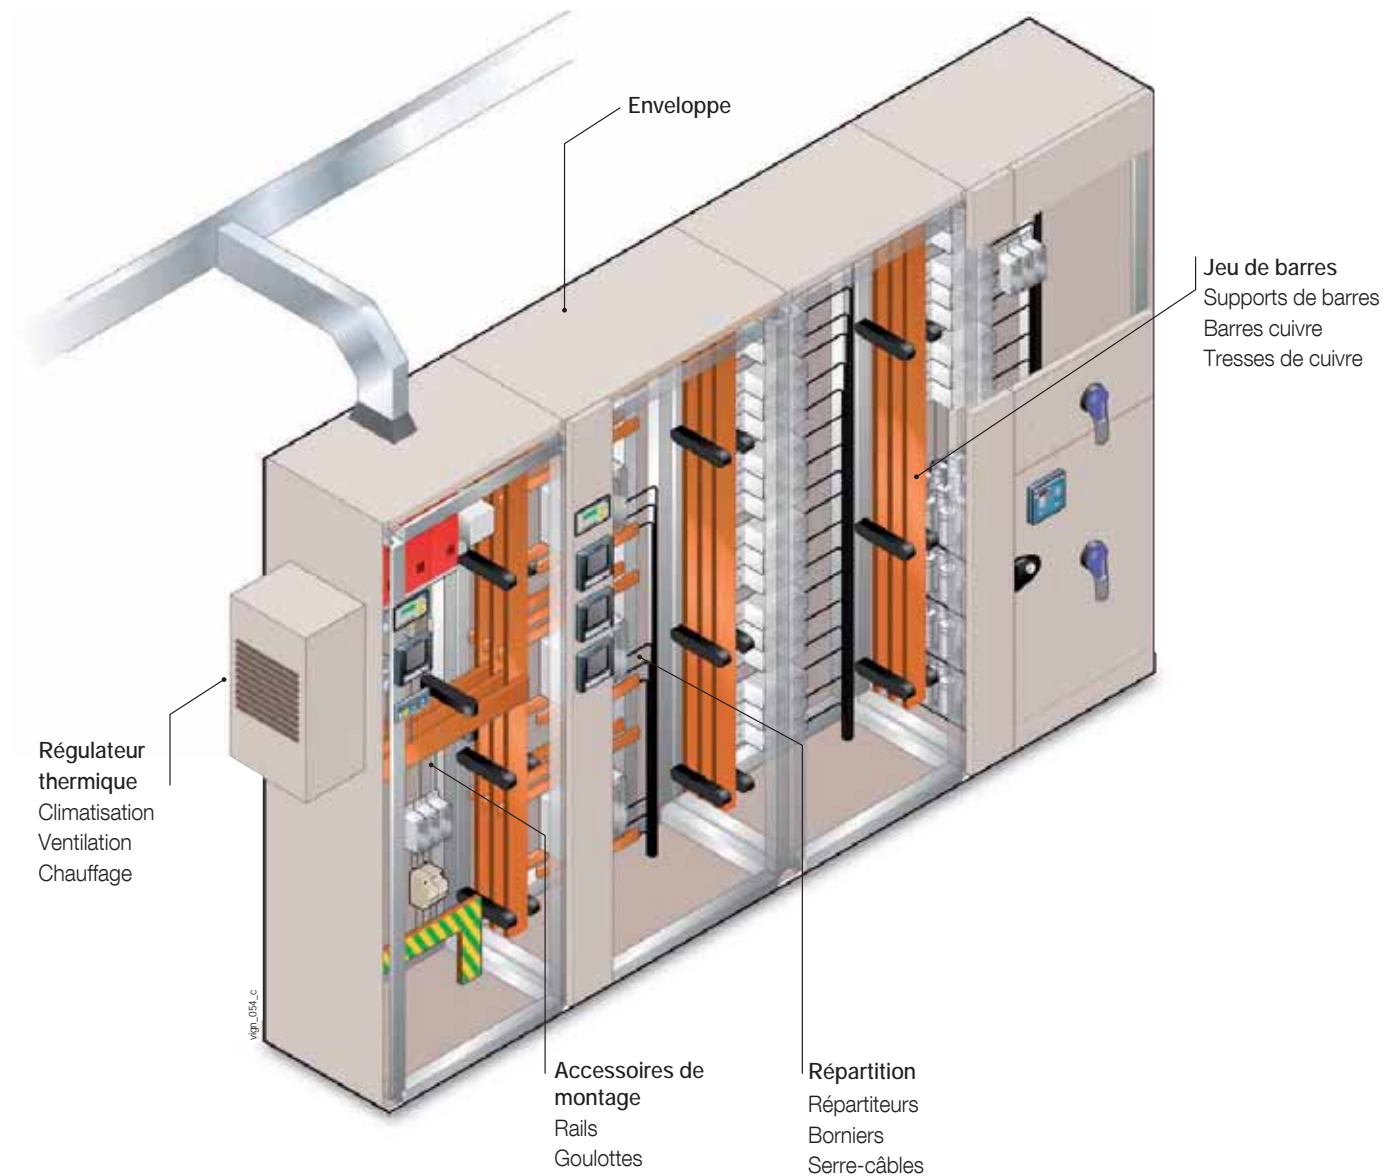 Enveloppe
Jeu de barres
Supports de barres
Barres cuivre
Tresses de cuivre
Régulateur
thermique
Climatisation
Ventilation
Chauffage
vign_054_c
Accessoires de
montage
Rails
Goulottes
Répartition
Répartiteurs
Borniers
Serre-câbles